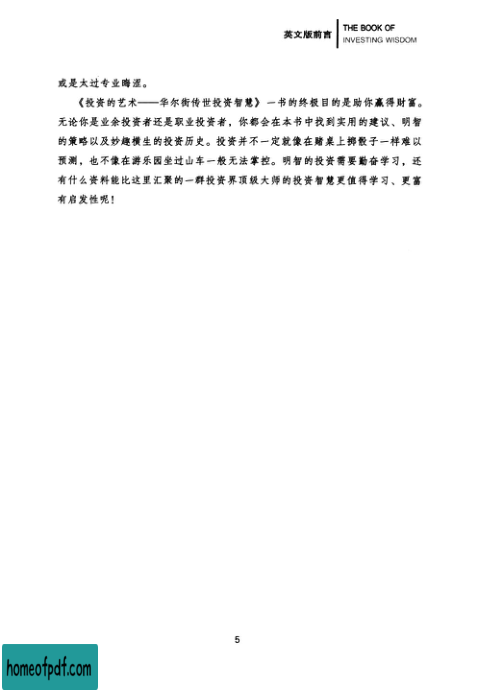 英文版前言
THE BOOK OF
INVESTING WISDOM
或是太过专业晦涩。
《投资的艺术——华尔街传世投资智慧》一书的终极目的是助你赢得财富。
无论你是业余投资者还是职业投资者，你都会在本书中找到实用的建议、明智
的策略以及妙趣横生的投资历史。投资并不一定就像在赌桌上掷骰子一样难以
预测，也不像在游乐园坐过山车一般无法掌控。明智的投资需要勤奋学习，还
有什么资料能比这里汇聚的一群投资界顶级大师的投资智慧更值得学习、更富
有启发性呢！
5
homeofpdf.com